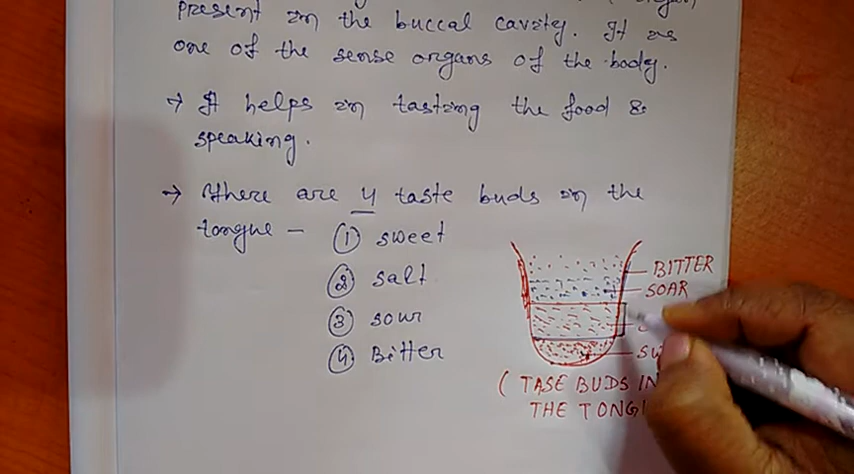 present in the buccal cavity. It is
one of the sense organs of the body.
→ It helps in tasting the food &
speaking.
→ There are 4 taste buds in the
tongue – ① sweet
② salt
③ sour
④ Bitter
BITTER
SOAR
( TASE BUDS IN
THE